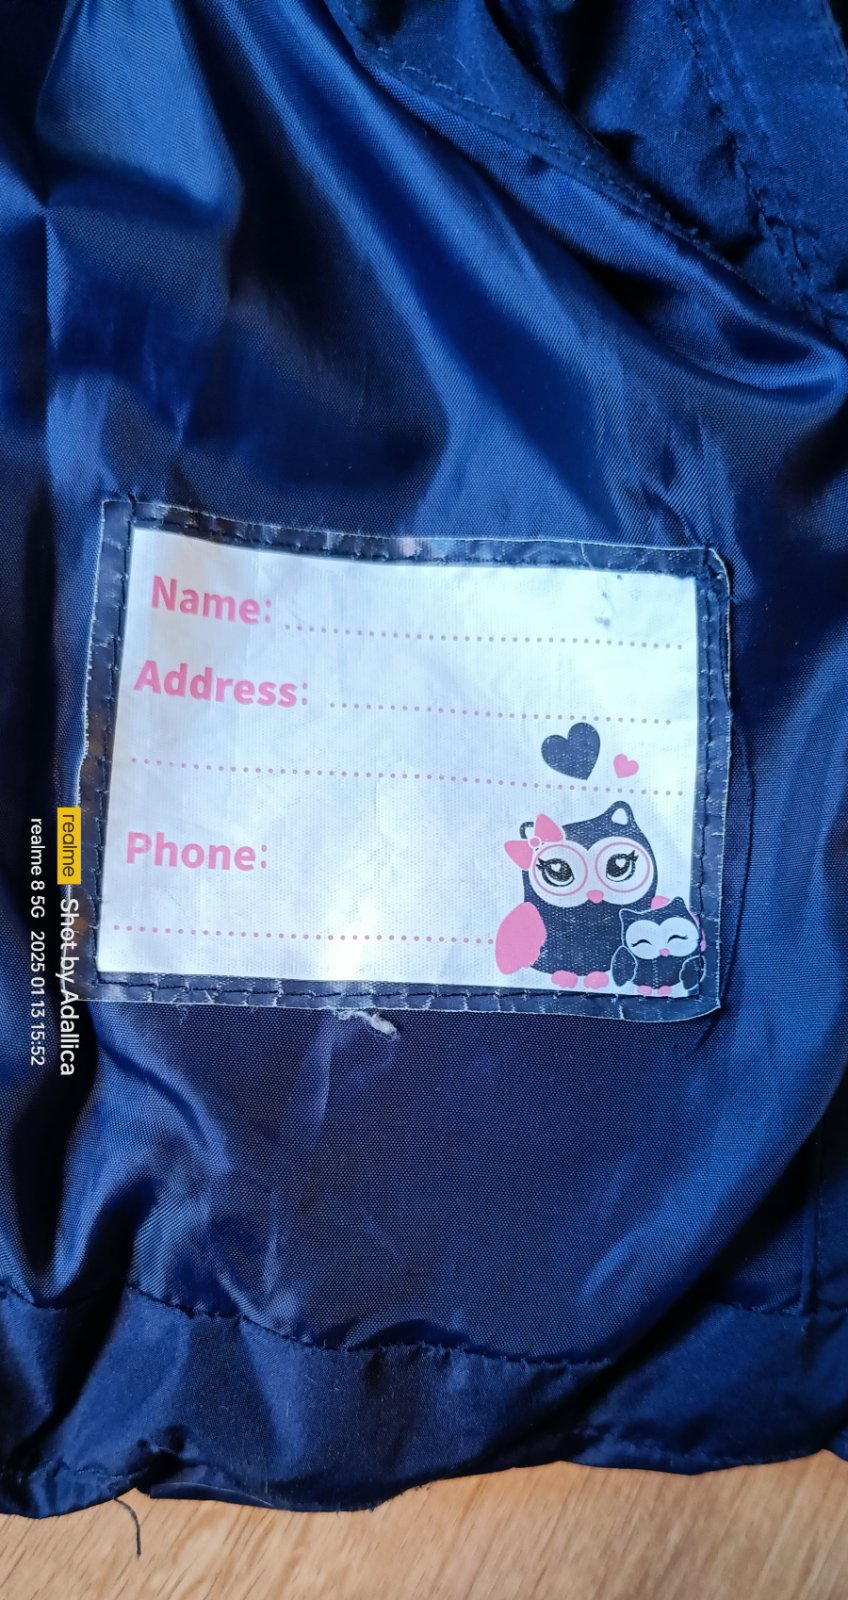 Name:
Address:
Phone:
realme Shot by Adallica
realme 8 5G 2025 01 13 15:52